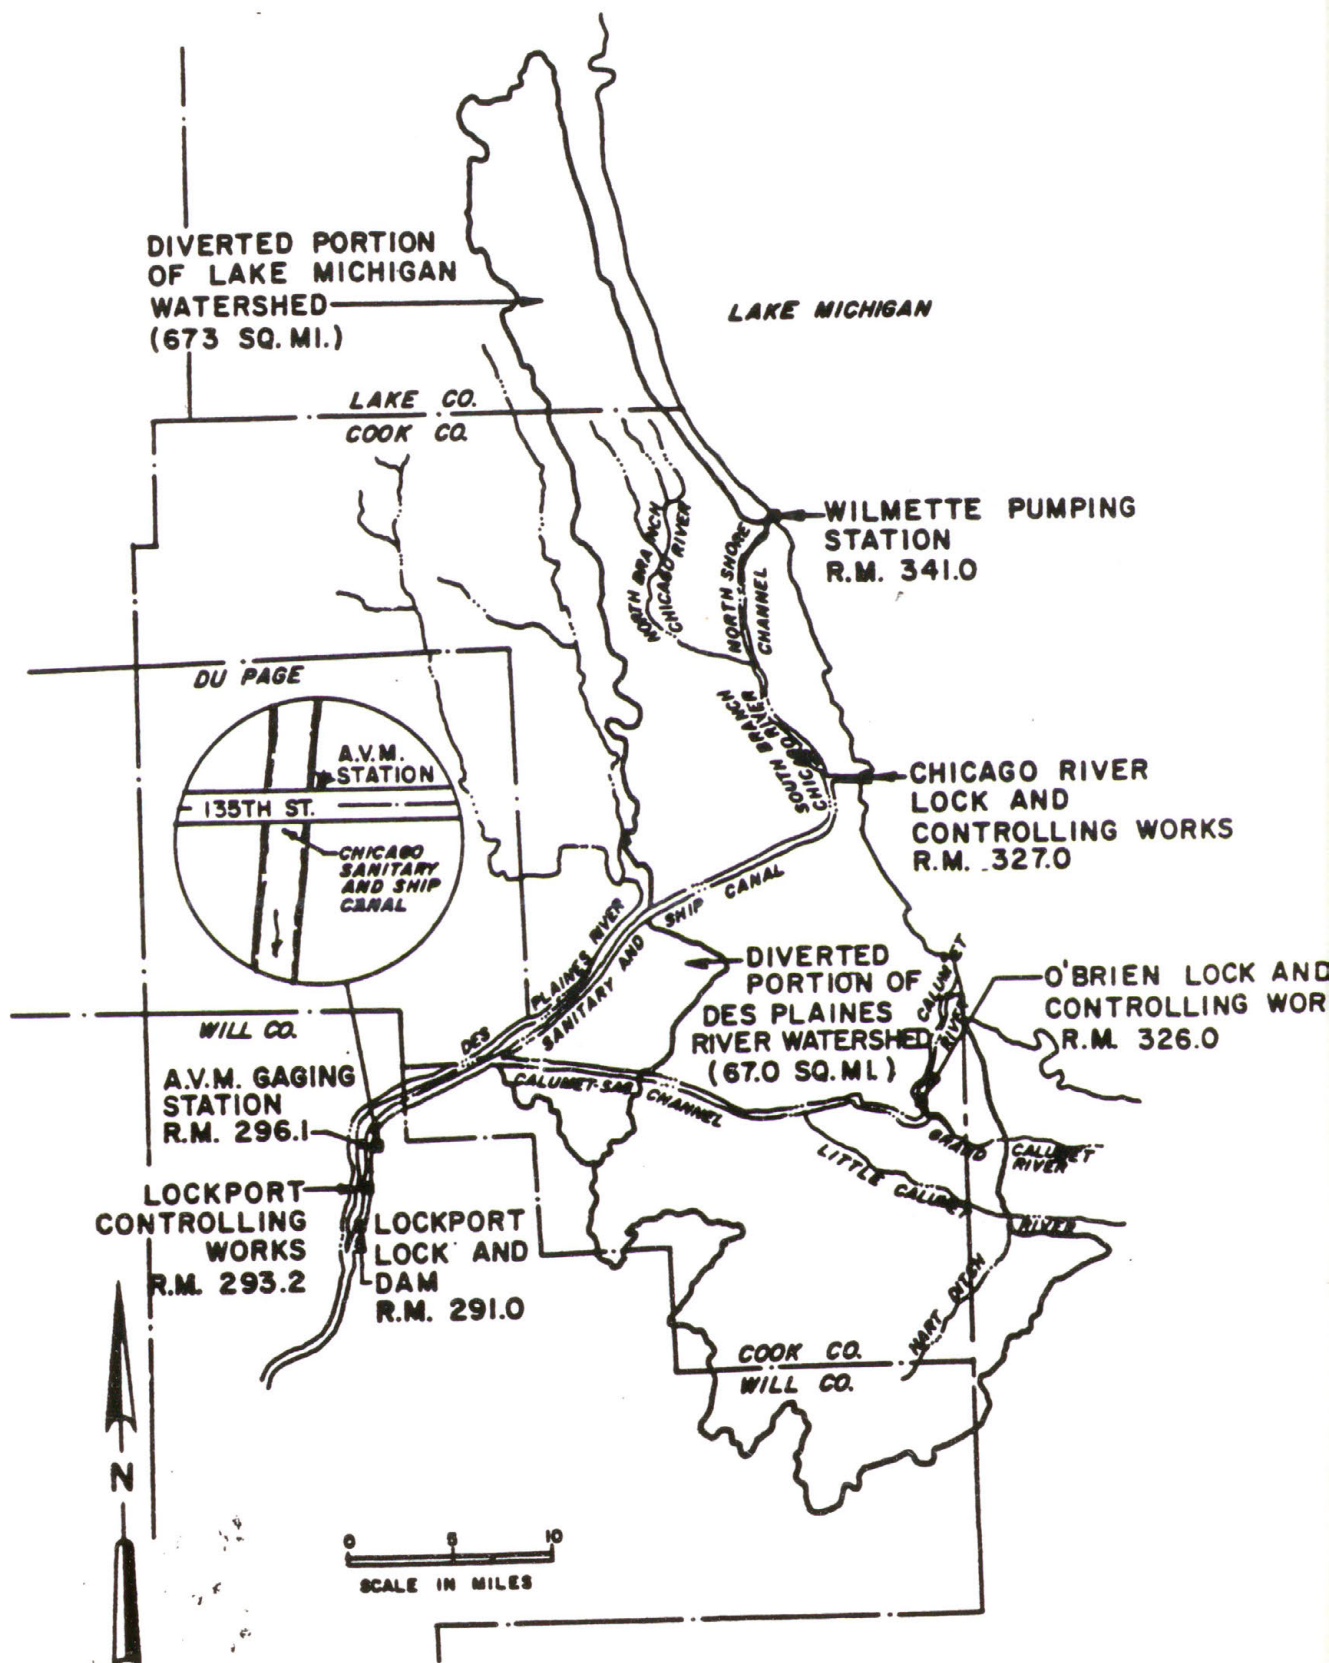 DIVERTED PORTION
OF LAKE MICHIGAN
WATERSHED
(673 SQ. MI.)
LAKE MICHIGAN
LAKE CO.
COOK CO.
WILMETTE PUMPING
STATION
R.M. 341.0
NORTH BRANCH
CHICAGO RIVER
NORTH SHORE
CHANNEL
DU PAGE
A.V.M.
STATION
135TH ST.
CHICAGO
SANITARY
AND SHIP
CANAL
SOUTH BRANCH
CHICAGO RIVER
CHICAGO RIVER
LOCK AND
CONTROLLING WORKS
R.M. 327.0
DES PLAINES RIVER
SANITARY AND SHIP CANAL
DIVERTED
PORTION OF
DES PLAINES
RIVER WATERSHED
(67.0 SQ.MI.)
CALUMET
RIVER
O'BRIEN LOCK AND
CONTROLLING WOR
R.M. 326.0
WILL CO.
A.V.M. GAGING
STATION
R.M. 296.1
CALUMET-SAG CHANNEL
GRAND CALUMET
RIVER
LITTLE CALUMET RIVER
LOCKPORT
CONTROLLING
WORKS
R.M. 293.2
LOCKPORT
LOCK AND
DAM
R.M. 291.0
HART DITCH
COOK CO.
WILL CO.
N
0 5 10
SCALE IN MILES